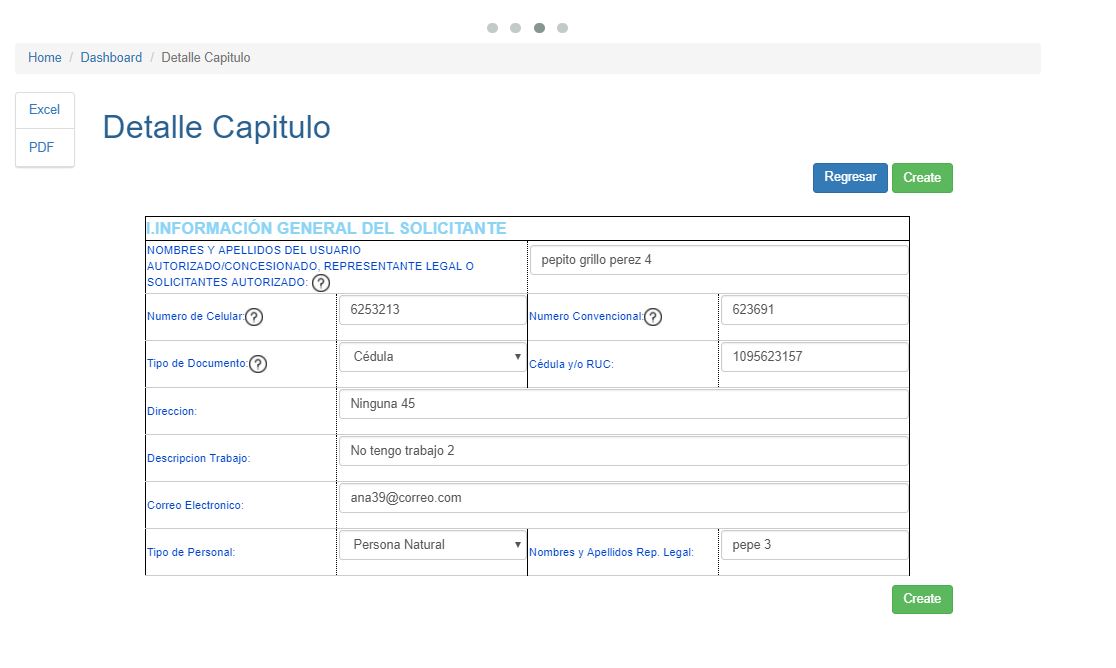 Home / Dashboard / Detalle Capitulo
Excel
PDF
Detalle Capitulo
Regresar Create
I.INFORMACIÓN GENERAL DEL SOLICITANTE
NOMBRES Y APELLIDOS DEL USUARIO
AUTORIZADO/CONCESIONADO, REPRESENTANTE LEGAL O
SOLICITANTES AUTORIZADO: ?
pepito grillo perez 4
Numero de Celular: ? 6253213 Numero Convencional: ? 623691
Tipo de Documento: ? Cédula Cédula y/o RUC: 1095623157
Direccion: Ninguna 45
Descripcion Trabajo: No tengo trabajo 2
Correo Electronico: ana39@correo.com
Tipo de Personal: Persona Natural Nombres y Apellidos Rep. Legal: pepe 3
Create